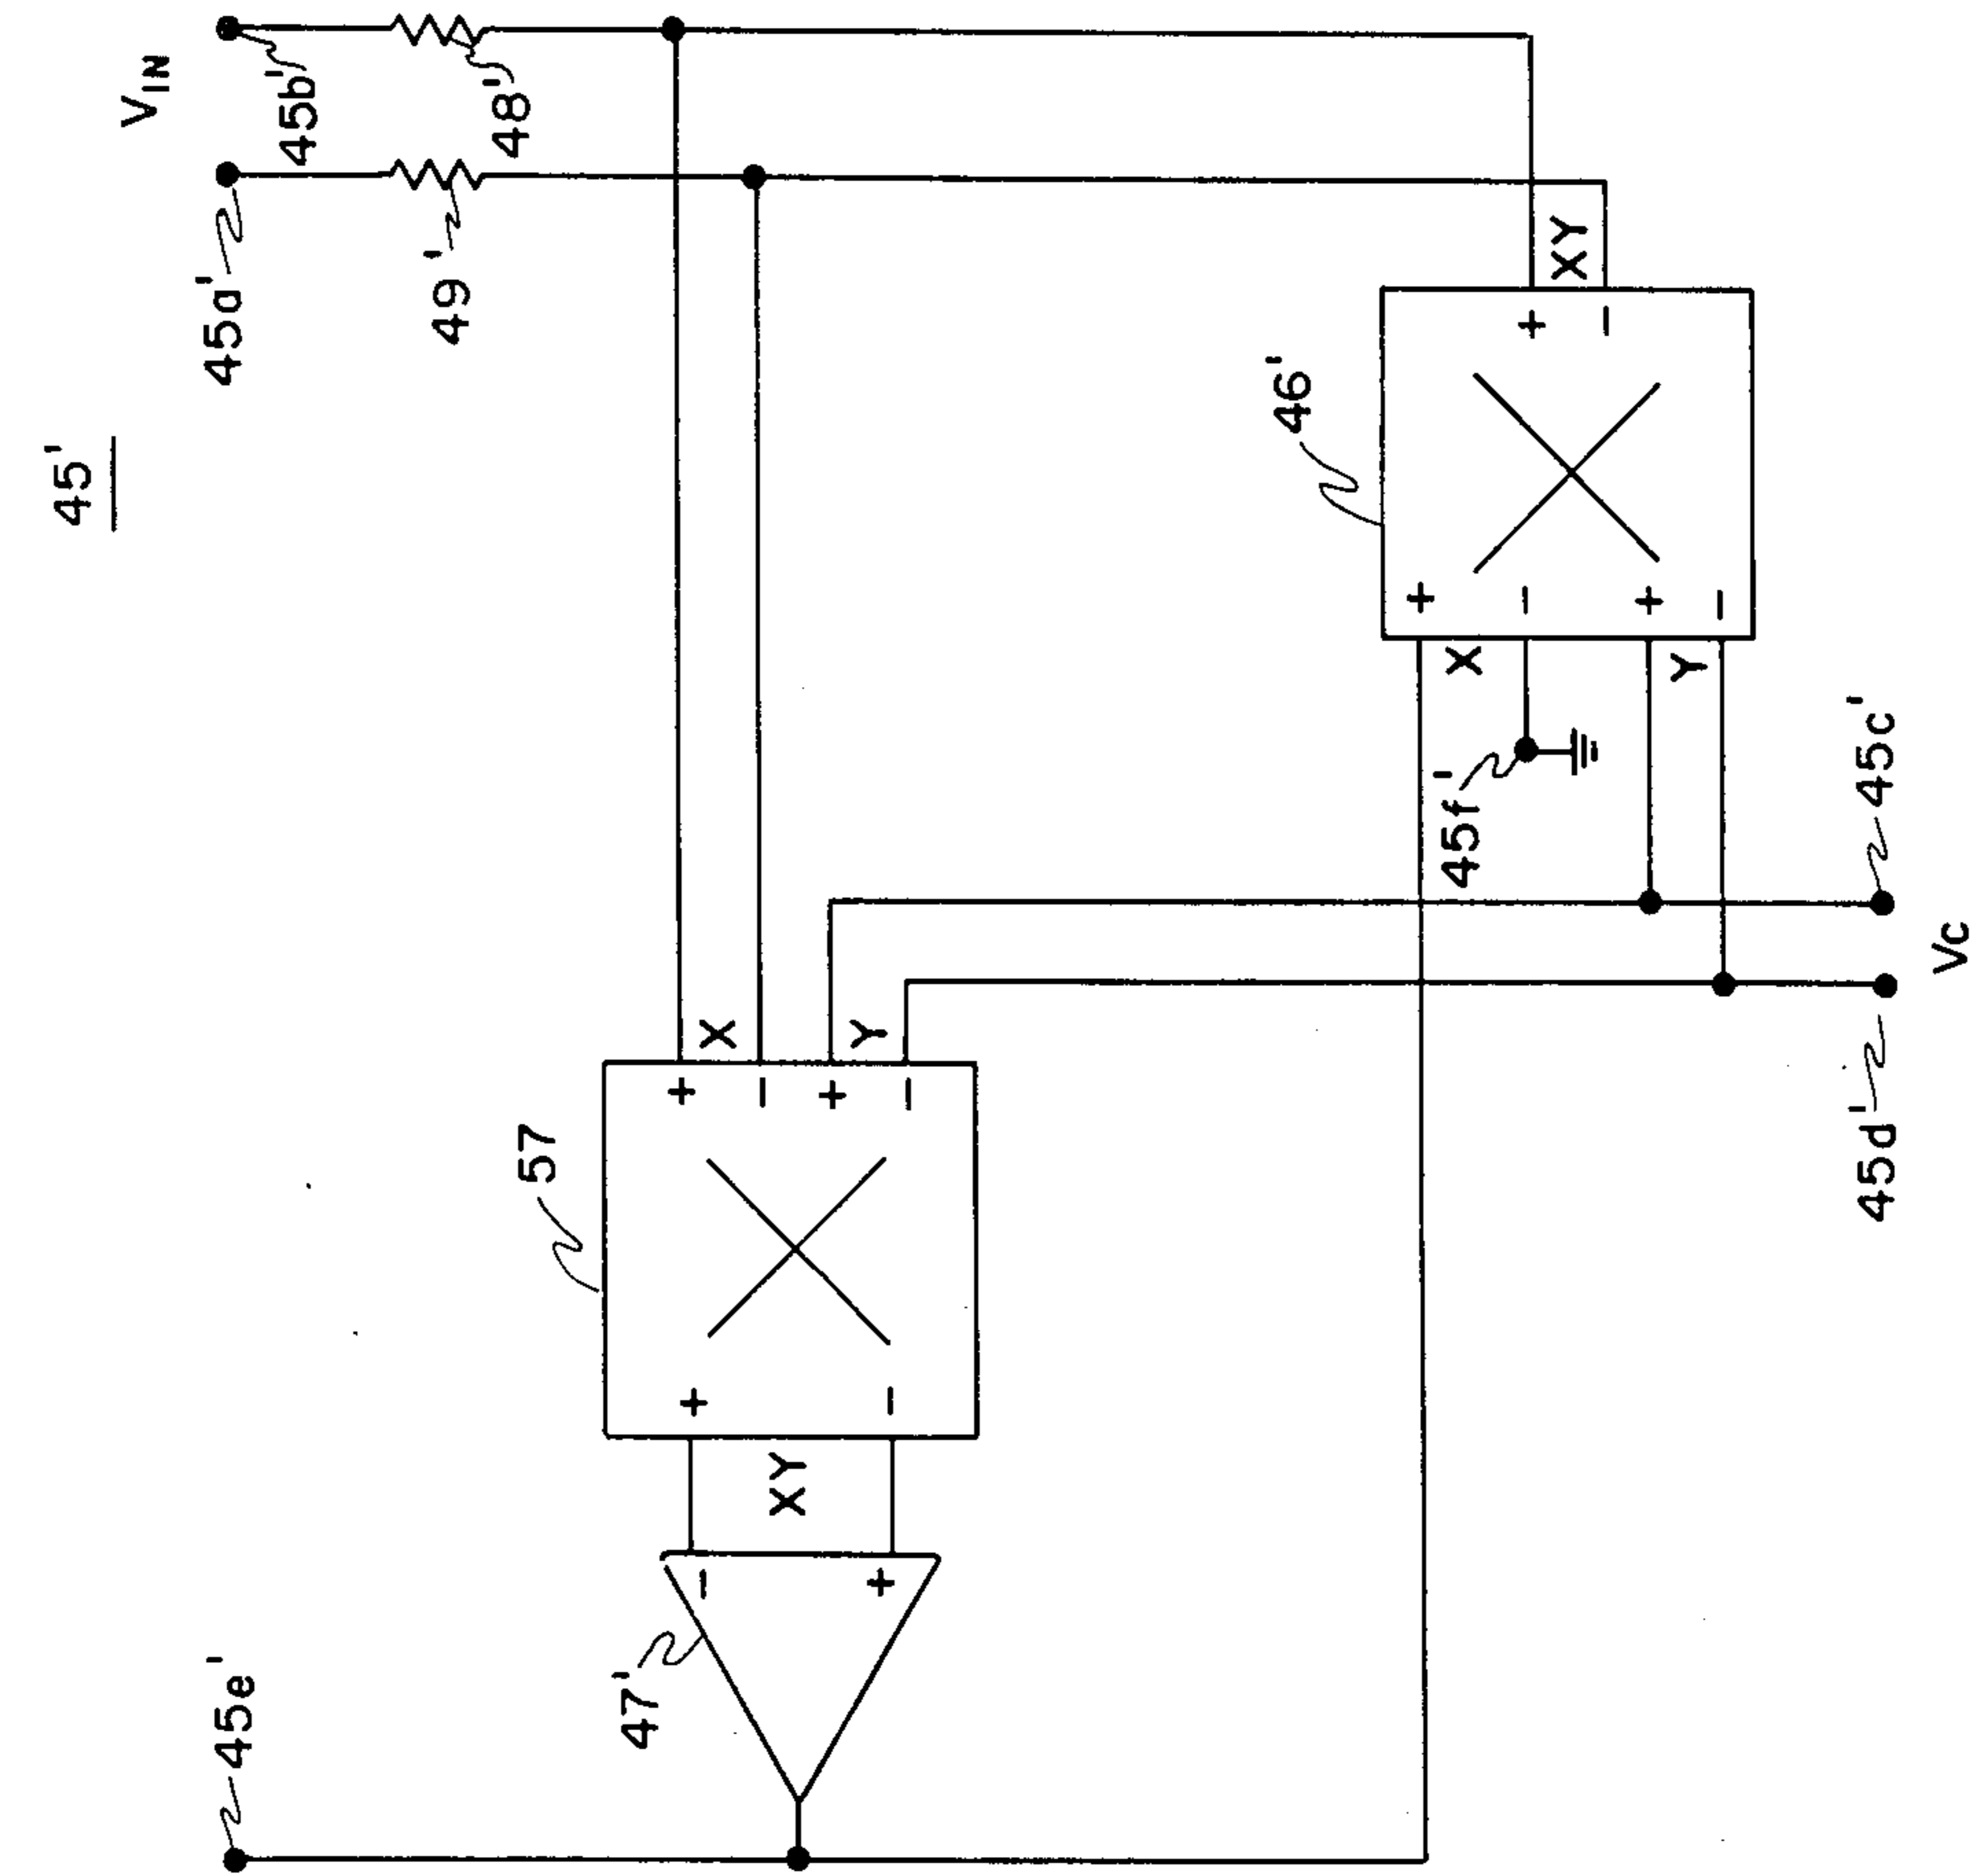 45'
VIN
45b'
48'
45a'
49'
46'
+
-
XY
+
-
X
+
-
Y
45f'
45c'
45d'
VC
57
+
-
X
+
-
Y
+
-
XY
-
+
47'
45e'